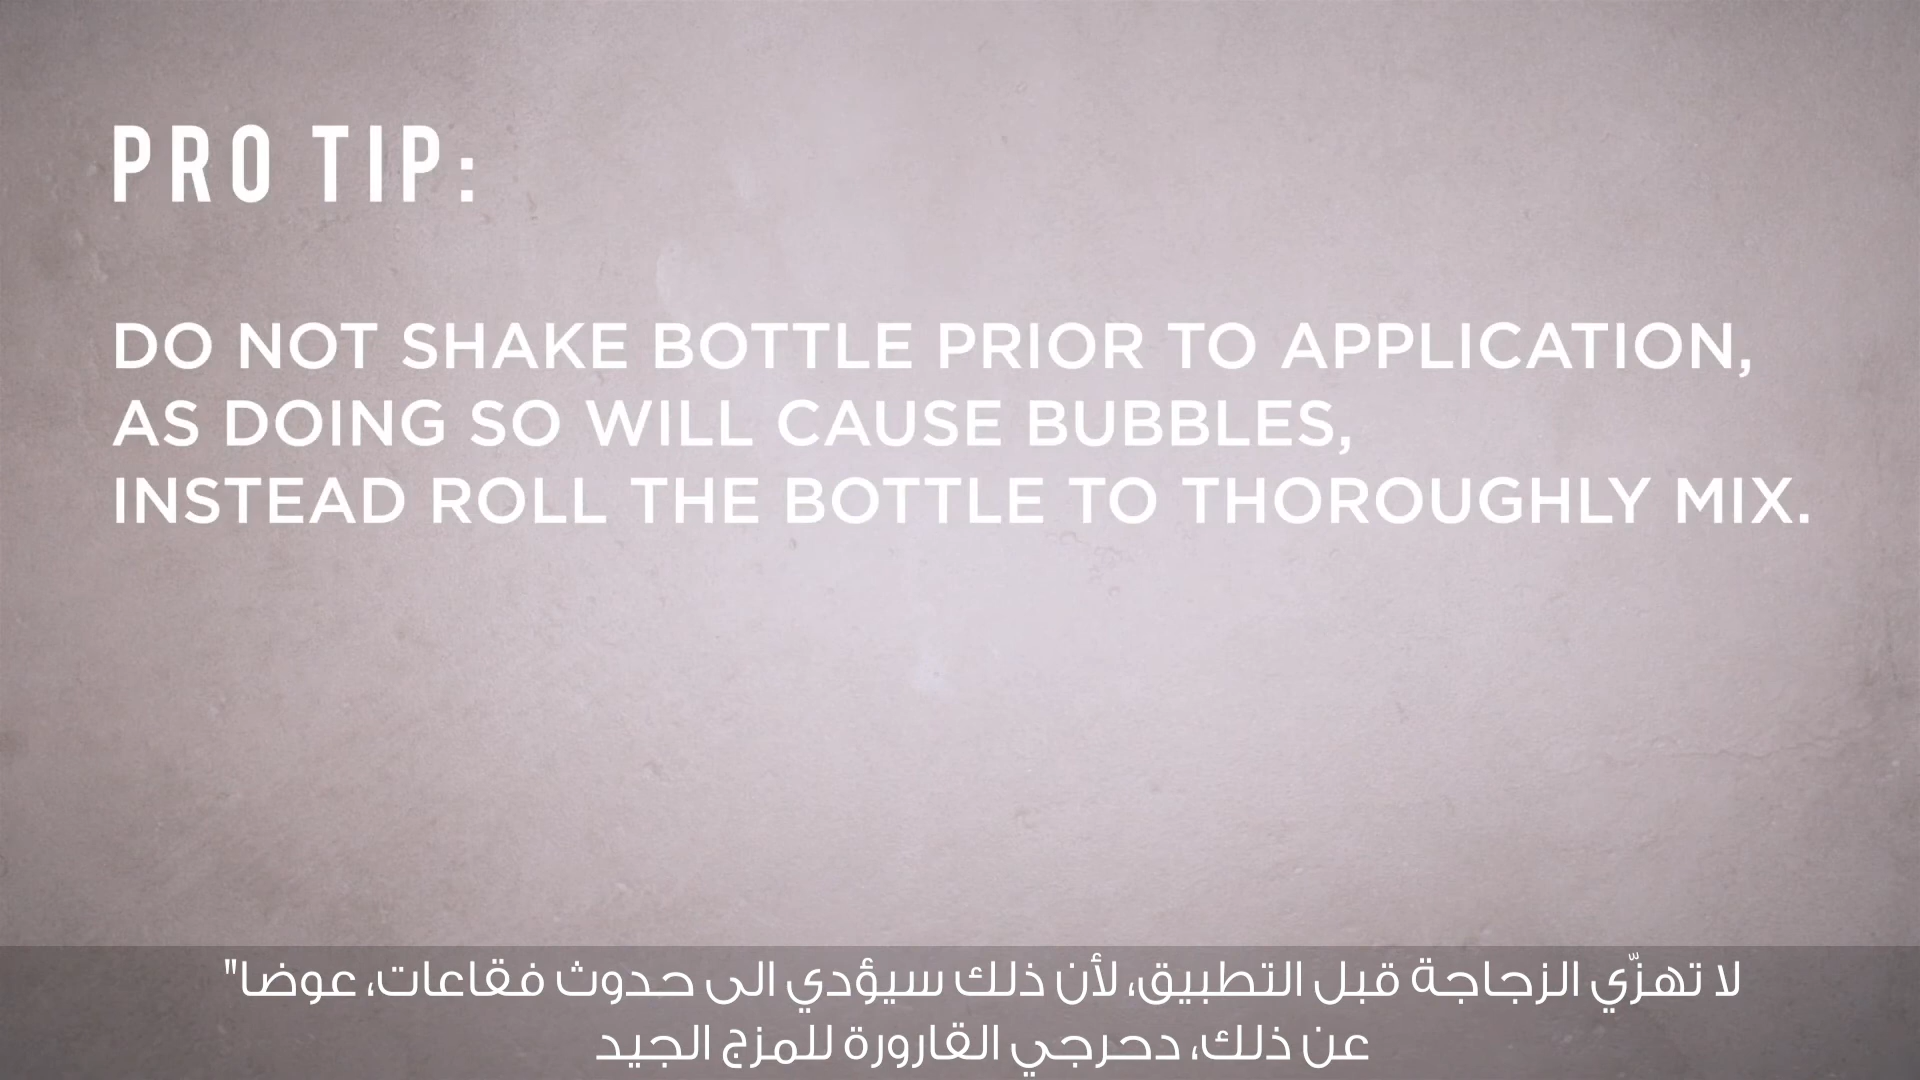 PRO TIP:
DO NOT SHAKE BOTTLE PRIOR TO APPLICATION,
AS DOING SO WILL CAUSE BUBBLES,
INSTEAD ROLL THE BOTTLE TO THOROUGHLY MIX.
لا تهزّي الزجاجة قبل التطبيق، لأن ذلك سيؤدي الى حدوث فقاعات، عوضا"
عن ذلك، دحرجي القارورة للمزج الجيد